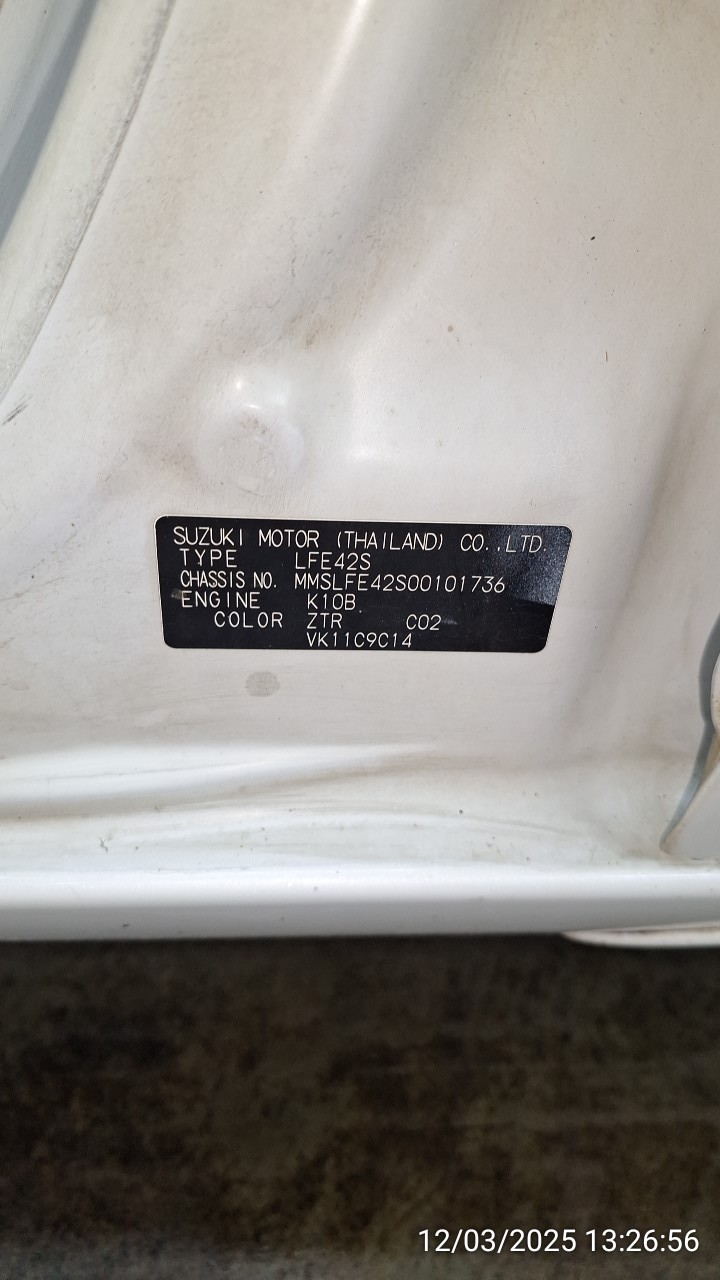 SUZUKI MOTOR (THAILAND) CO.,LTD.
TYPE LFE42S
CHASSIS NO. MMSLFE42S00101736
ENGINE K10B
COLOR ZTR C02
VK11C9C14
12/03/2025 13:26:56